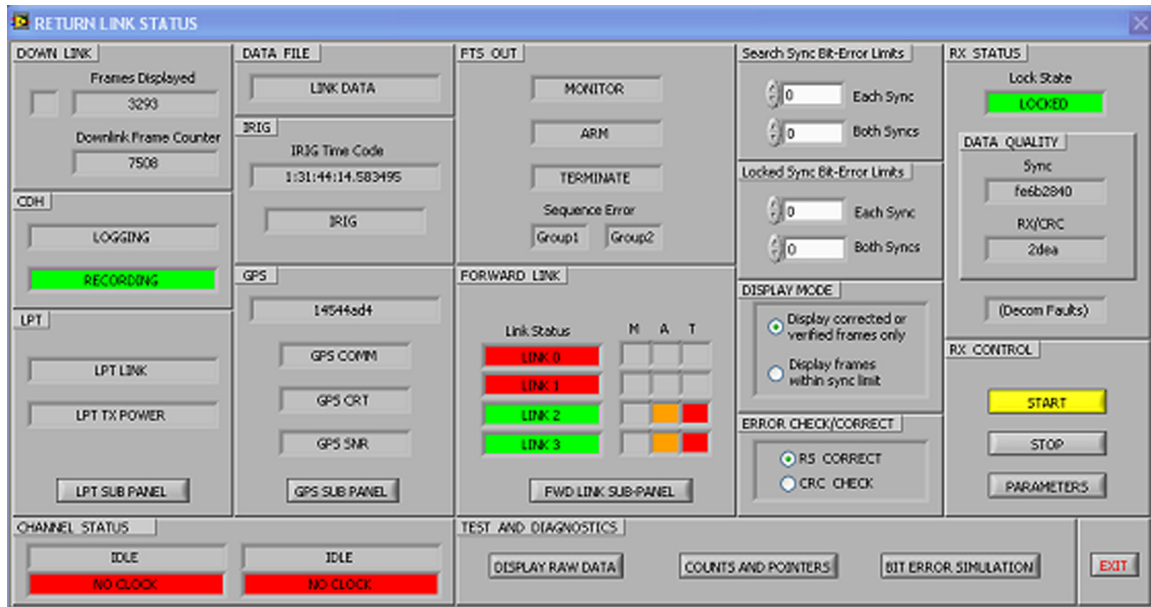 RETURN LINK STATUS
DOWN LINK
Frames Displayed
3293
Downlink Frame Counter
7508
CDH
LOGGING
RECORDING
LPT
LPT LINK
LPT TX POWER
LPT SUB PANEL
DATA FILE
LINK DATA
IRIG
IRIG Time Code
1:31:44:14.583495
IRIG
GPS
14544ad4
GPS COMM
GPS CRT
GPS SNR
GPS SUB PANEL
FTS OUT
MONITOR
ARM
TERMINATE
Sequence Error
Group1 Group2
FORWARD LINK
Link Status M A T
LINK 0
LINK 1
LINK 2
LINK 3
FWD LINK SUB-PANEL
Search Sync Bit-Error Limits
0 Each Sync
0 Both Syncs
Locked Sync Bit-Error Limits
0 Each Sync
0 Both Syncs
DISPLAY MODE
Display corrected or
verified frames only
Display frames
within sync limit
ERROR CHECK/CORRECT
RS CORRECT
CRC CHECK
RX STATUS
Lock State
LOCKED
DATA QUALITY
Sync
fe6b2840
RX/CRC
2dea
(Decom Faults)
RX CONTROL
START
STOP
PARAMETERS
CHANNEL STATUS
IDLE IDLE
NO CLOCK NO CLOCK
TEST AND DIAGNOSTICS
DISPLAY RAW DATA COUNTS AND POINTERS BIT ERROR SIMULATION
EXIT